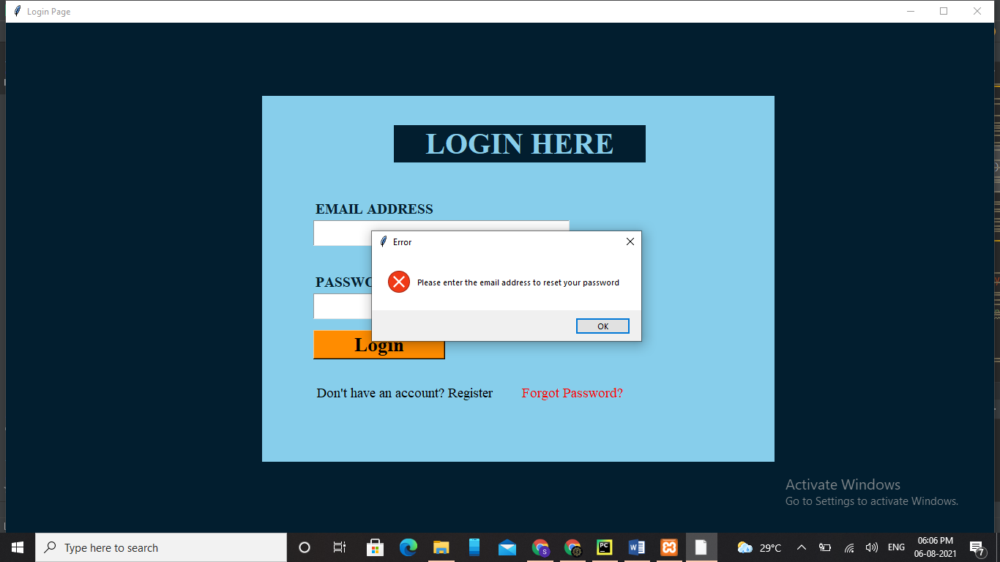 Login Page
LOGIN HERE
EMAIL ADDRESS
Error
Please enter the email address to reset your password
PASSWO
OK
Login
Don't have an account? Register
Forgot Password?
Activate Windows
Go to Settings to activate Windows.
Type here to search
PC
W
S
29°C
ENG
06:06 PM
06-08-2021
7